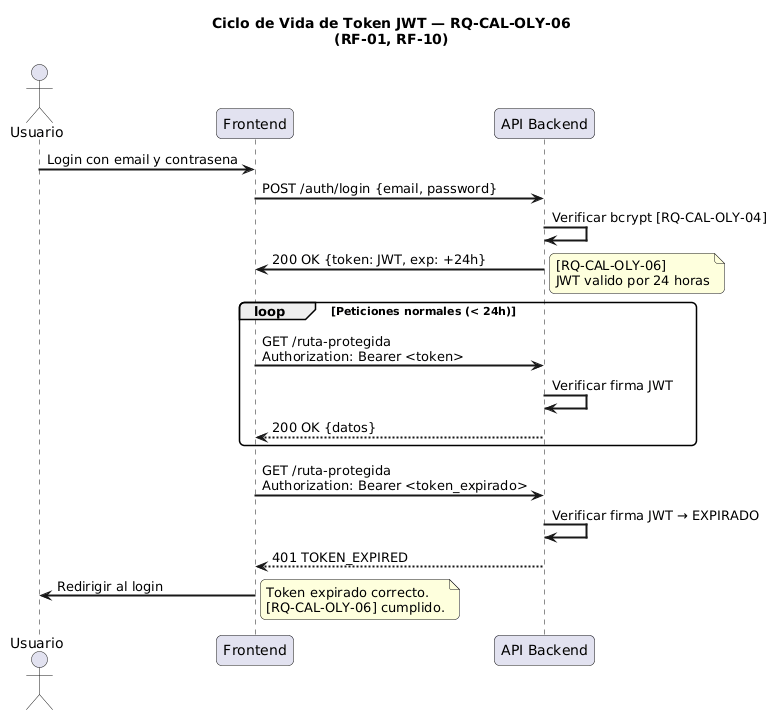 Ciclo de Vida de Token JWT — RQ-CAL-OLY-06
(RF-01, RF-10)
Usuario
Frontend
API Backend
Login con email y contrasena
POST /auth/login {email, password}
Verificar bcrypt [RQ-CAL-OLY-04]
200 OK {token: JWT, exp: +24h}
[RQ-CAL-OLY-06]
JWT valido por 24 horas
loop
[Peticiones normales (< 24h)]
GET /ruta-protegida
Authorization: Bearer <token>
Verificar firma JWT
200 OK {datos}
GET /ruta-protegida
Authorization: Bearer <token_expirado>
Verificar firma JWT → EXPIRADO
401 TOKEN_EXPIRED
Redirigir al login
Token expirado correcto.
[RQ-CAL-OLY-06] cumplido.
Usuario
Frontend
API Backend